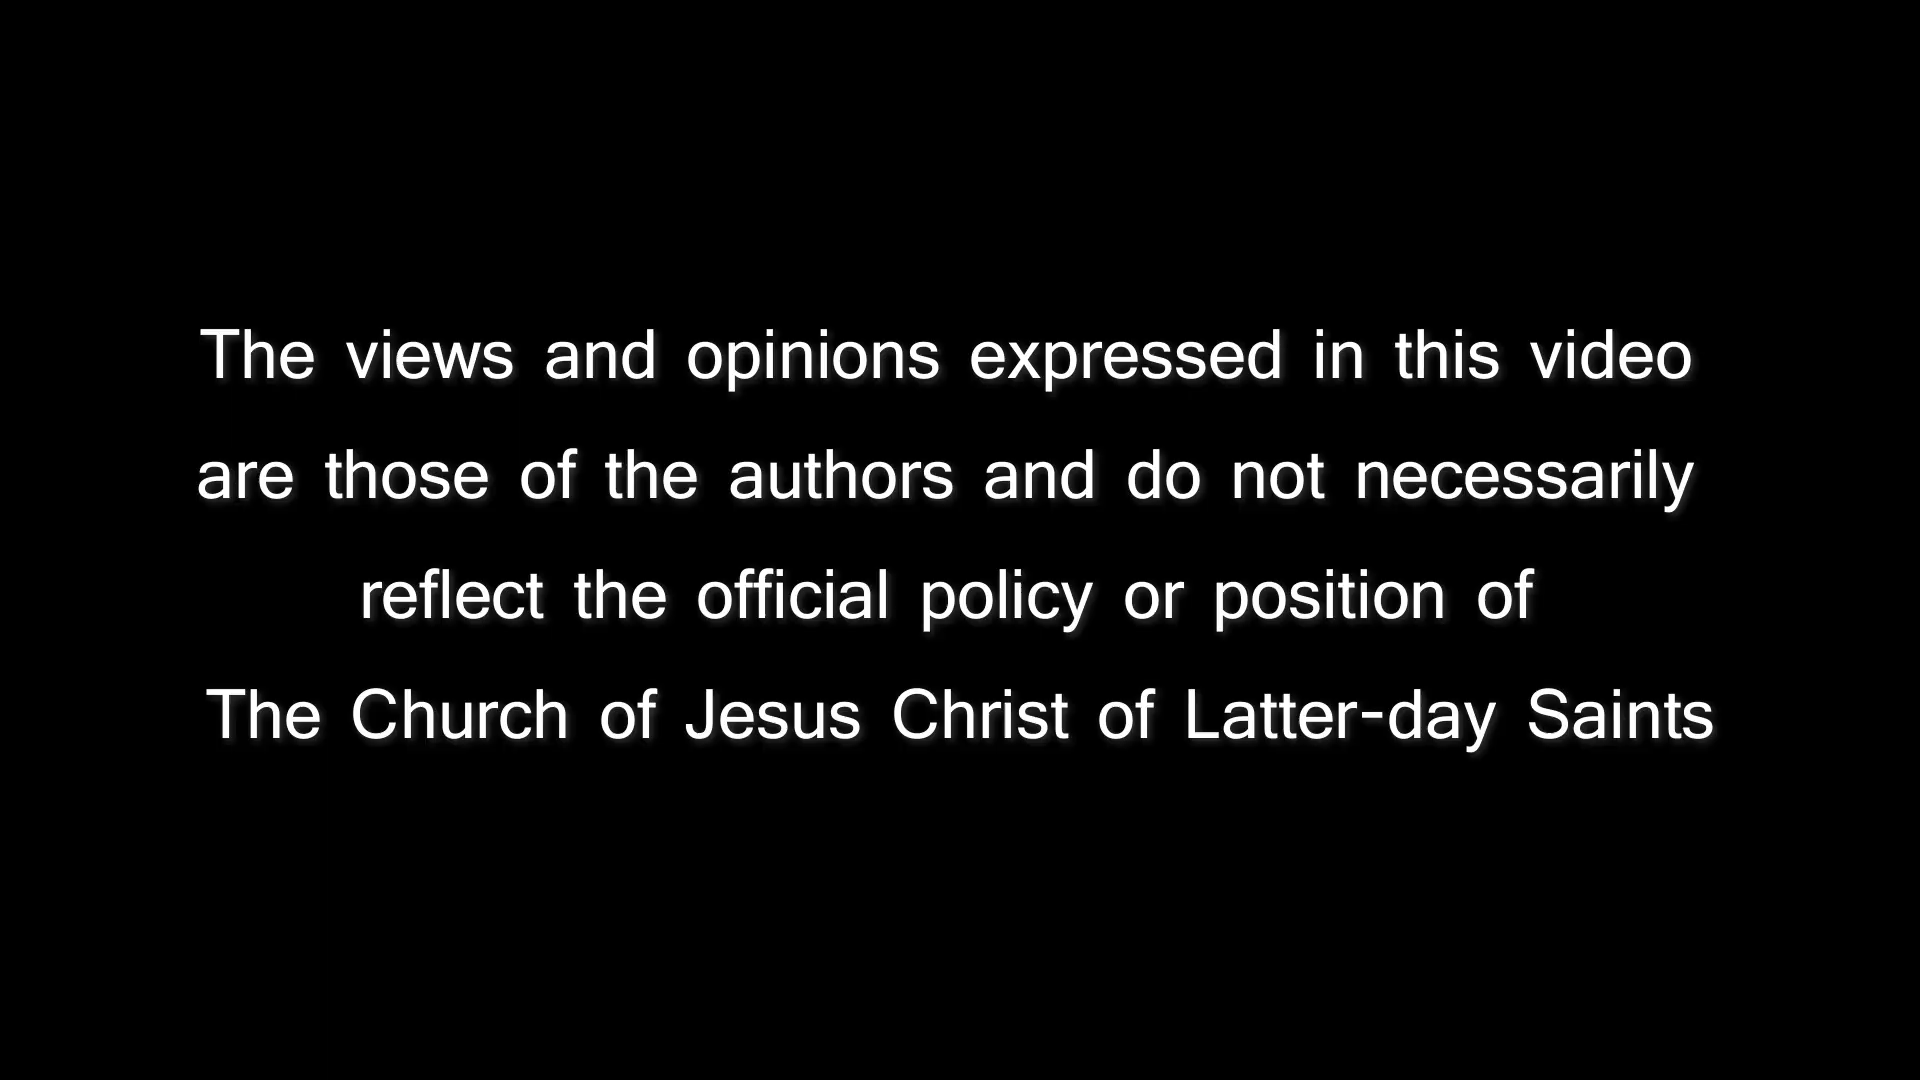 The views and opinions expressed in this video
are those of the authors and do not necessarily
reflect the official policy or position of
The Church of Jesus Christ of Latter-day Saints